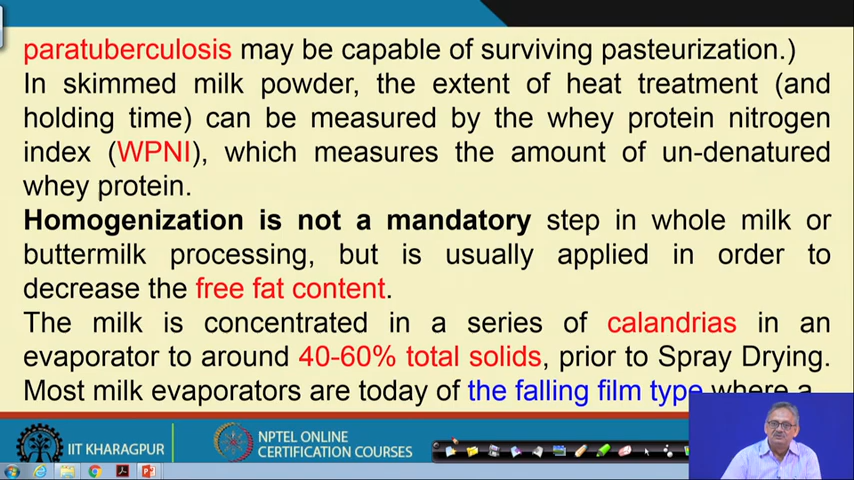 paratuberculosis may be capable of surviving pasteurization.)
In skimmed milk powder, the extent of heat treatment (and
holding time) can be measured by the whey protein nitrogen
index (WPNI), which measures the amount of un-denatured
whey protein.
Homogenization is not a mandatory step in whole milk or
buttermilk processing, but is usually applied in order to
decrease the free fat content.
The milk is concentrated in a series of calandrias in an
evaporator to around 40-60% total solids, prior to Spray Drying.
Most milk evaporators are today of the falling film type where a
IIT KHARAGPUR
NPTEL ONLINE
CERTIFICATION COURSES